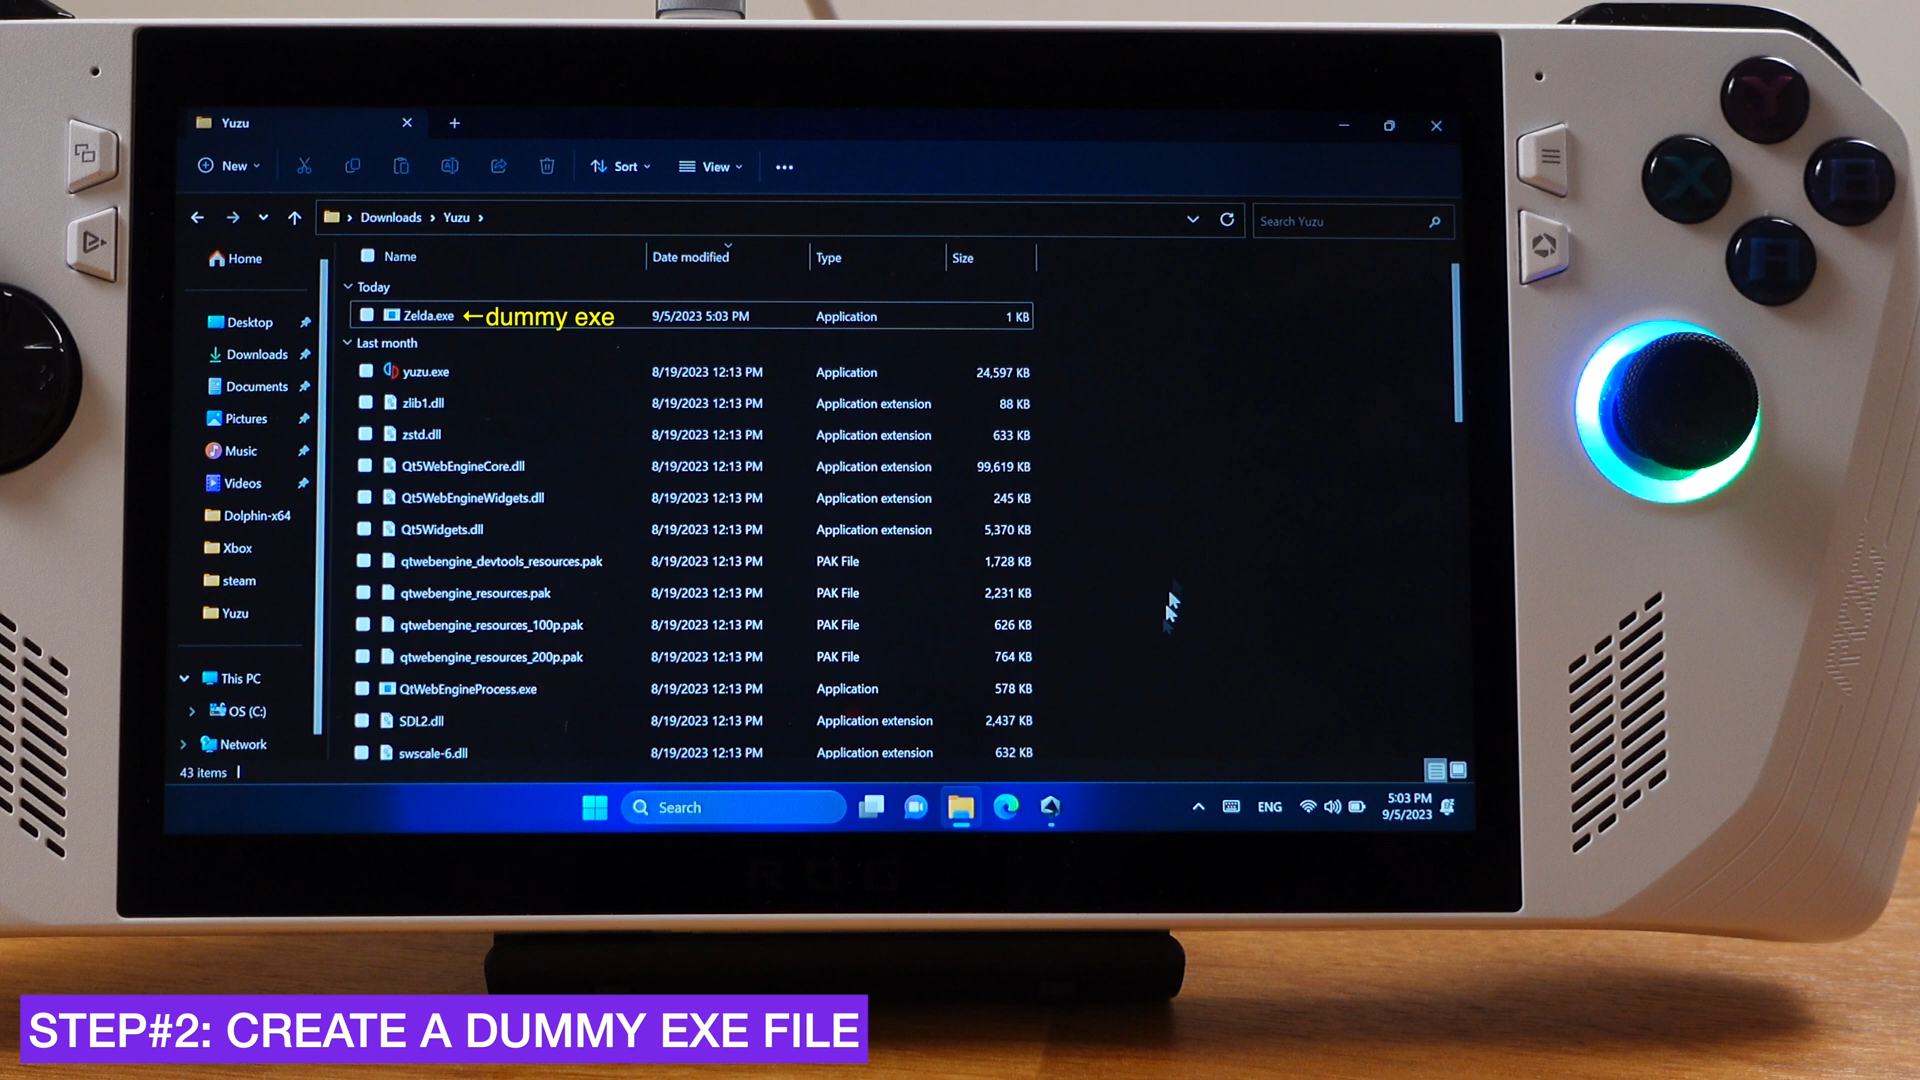 Yuzu
New
Sort
View
Downloads > Yuzu >
Search Yuzu
Home
Desktop
Downloads
Documents
Pictures
Music
Videos
Dolphin-x64
Xbox
steam
Yuzu
This PC
OS (C:)
Network
43 items
Name Date modified Type Size
Today
Zelda.exe ←dummy exe 9/5/2023 5:03 PM Application 1 KB
Last month
yuzu.exe 8/19/2023 12:13 PM Application 24,597 KB
zlib1.dll 8/19/2023 12:13 PM Application extension 88 KB
zstd.dll 8/19/2023 12:13 PM Application extension 633 KB
Qt5WebEngineCore.dll 8/19/2023 12:13 PM Application extension 99,619 KB
Qt5WebEngineWidgets.dll 8/19/2023 12:13 PM Application extension 245 KB
Qt5Widgets.dll 8/19/2023 12:13 PM Application extension 5,370 KB
qtwebengine_devtools_resources.pak 8/19/2023 12:13 PM PAK File 1,728 KB
qtwebengine_resources.pak 8/19/2023 12:13 PM PAK File 2,231 KB
qtwebengine_resources_100p.pak 8/19/2023 12:13 PM PAK File 626 KB
qtwebengine_resources_200p.pak 8/19/2023 12:13 PM PAK File 764 KB
QtWebEngineProcess.exe 8/19/2023 12:13 PM Application 578 KB
SDL2.dll 8/19/2023 12:13 PM Application extension 2,437 KB
swscale-6.dll 8/19/2023 12:13 PM Application extension 632 KB
Search
ENG
5:03 PM
9/5/2023
Y
X
B
A
ROG
STEP#2: CREATE A DUMMY EXE FILE